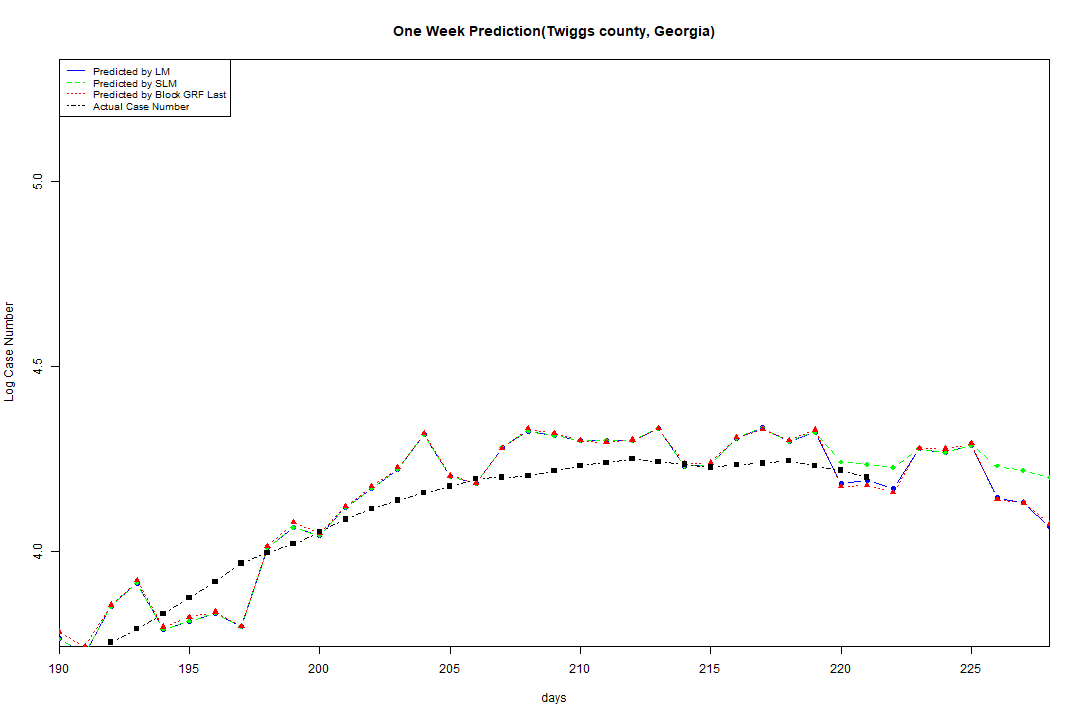 One Week Prediction(Twiggs county, Georgia)
Predicted by LM
Predicted by SLM
Predicted by Block GRF Last
Actual Case Number
Log Case Number
5.0
4.5
4.0
190 195 200 205 210 215 220 225
days